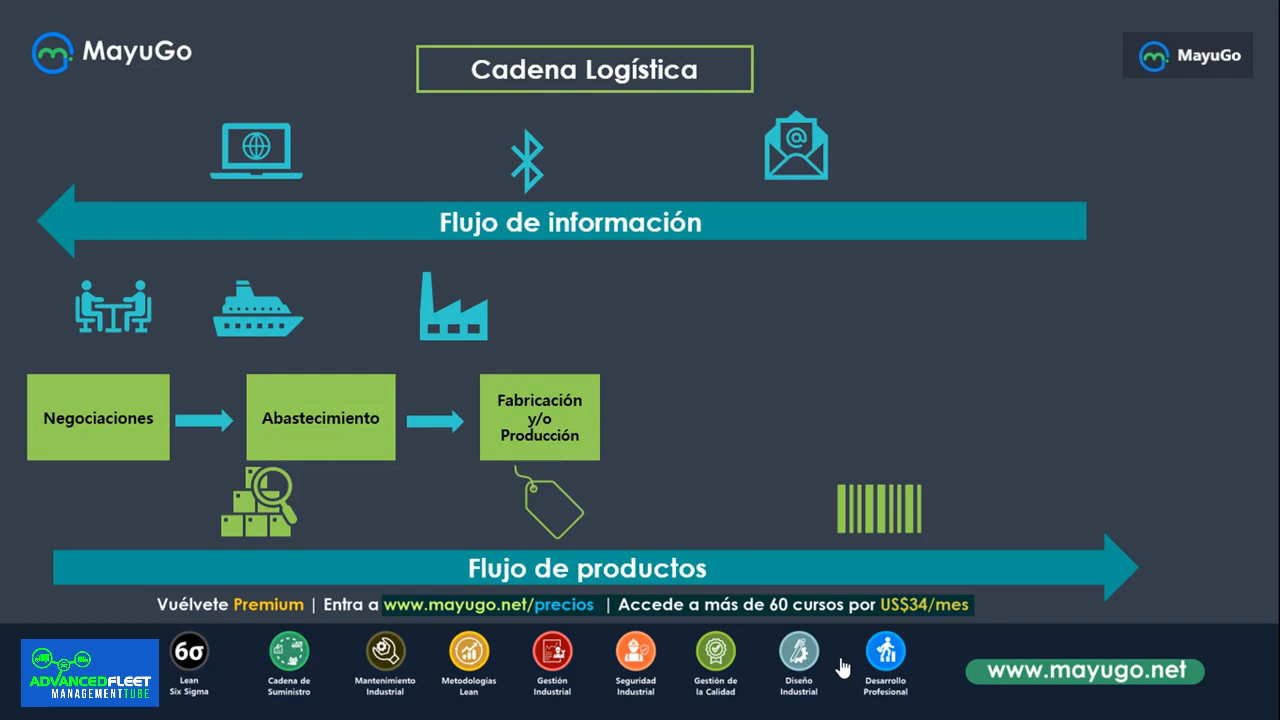 MayuGo
Cadena Logística
MayuGo
Flujo de información
Negociaciones
Abastecimiento
Fabricación
y/o
Producción
Flujo de productos
Vuélvete Premium | Entra a www.mayugo.net/precios | Accede a más de 60 cursos por US$34/mes
ADVANCEDFLEET
MANAGEMENTTUBE
6σ
Lean
Six Sigma
Cadena de
Suministro
Mantenimiento
Industrial
Metodologías
Lean
Gestión
Industrial
Seguridad
Industrial
Gestión de
la Calidad
Diseño
Industrial
Desarrollo
Profesional
www.mayugo.net